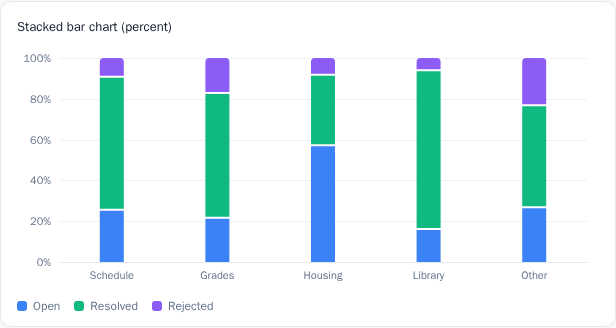 Stacked bar chart (percent)
100%
80%
60%
40%
20%
0%
Schedule Grades Housing Library Other
Open Resolved Rejected